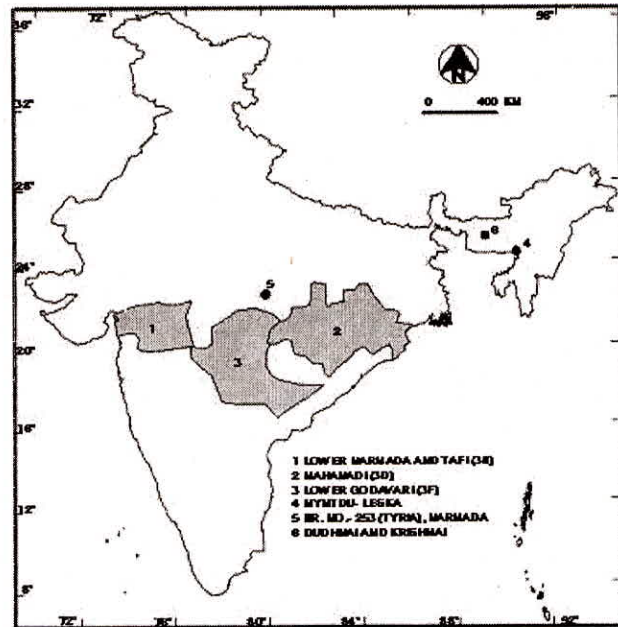 72° 96°
36°
N
0 400 KM
32°
28°
6
4
24°
5
1
2
20°
3
16°
1 LOWER NARMADA AND TAPI (3B)
2 MAHANADI (3D)
3 LOWER GODAVARI (3F)
4 MYNTDU- LESKA
5 BR. NO.- 253 (TYRIA), NARMADA
6 DUDHNAI AND KRISHNAI
12°
8°
72° 76° 80° 84° 88° 92°